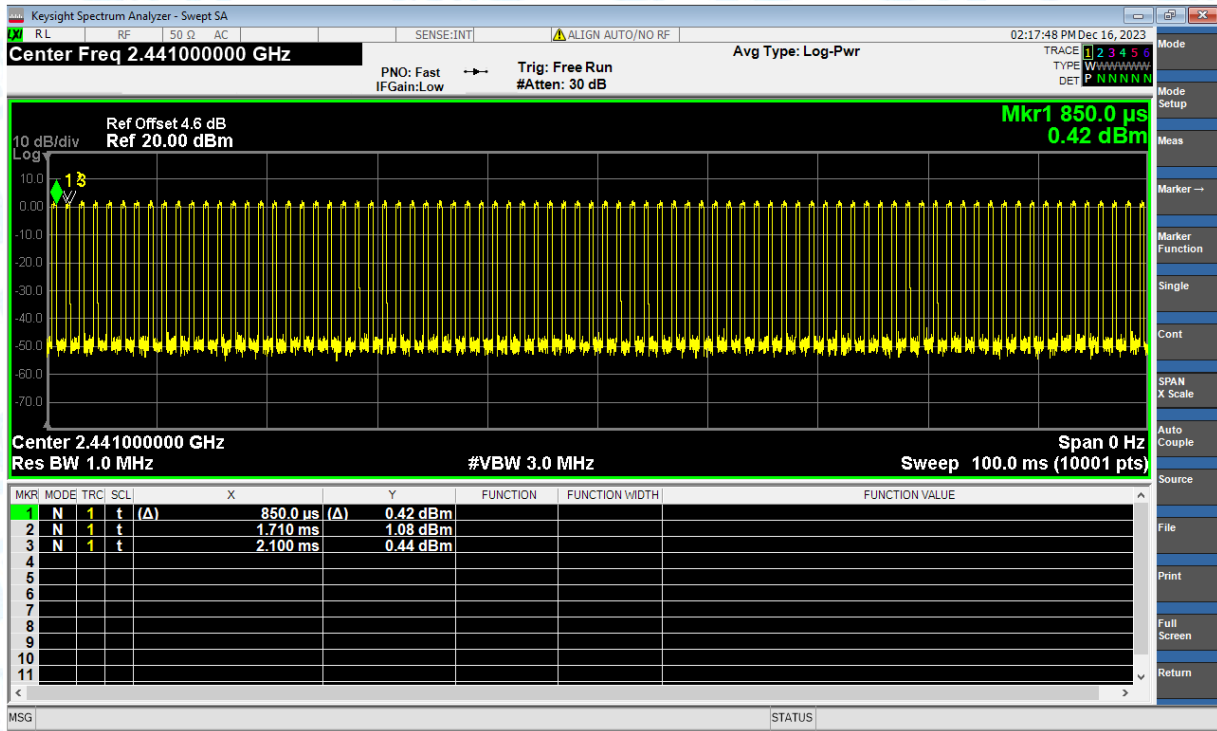 Keysight Spectrum Analyzer - Swept SA
LXI RL RF 50 Ω AC SENSE:INT ALIGN AUTO/NO RF 02:17:48 PM Dec 16, 2023
Center Freq 2.441000000 GHz
Avg Type: Log-Pwr
TRACE 1 2 3 4 5 6
PNO: Fast
Trig: Free Run
TYPE WWWWWW
IFGain:Low
#Atten: 30 dB
DET P NNNNN
Mkr1 850.0 µs
0.42 dBm
Ref Offset 4.6 dB
10 dB/div Ref 20.00 dBm
Log
1
3
10.0
0.00
-10.0
-20.0
-30.0
-40.0
-50.0
-60.0
-70.0
Center 2.441000000 GHz Span 0 Hz
Res BW 1.0 MHz #VBW 3.0 MHz Sweep 100.0 ms (10001 pts)
MKR MODE TRC SCL X Y FUNCTION FUNCTION WIDTH FUNCTION VALUE
1 N 1 t (Δ) 850.0 µs (Δ) 0.42 dBm
2 N 1 t 1.710 ms 1.08 dBm
3 N 1 t 2.100 ms 0.44 dBm
4
5
6
7
8
9
10
11
MSG STATUS
Mode
Mode
Setup
Meas
Marker→
Marker
Function
Single
Cont
SPAN
X Scale
Auto
Couple
Source
File
Print
Full
Screen
Return